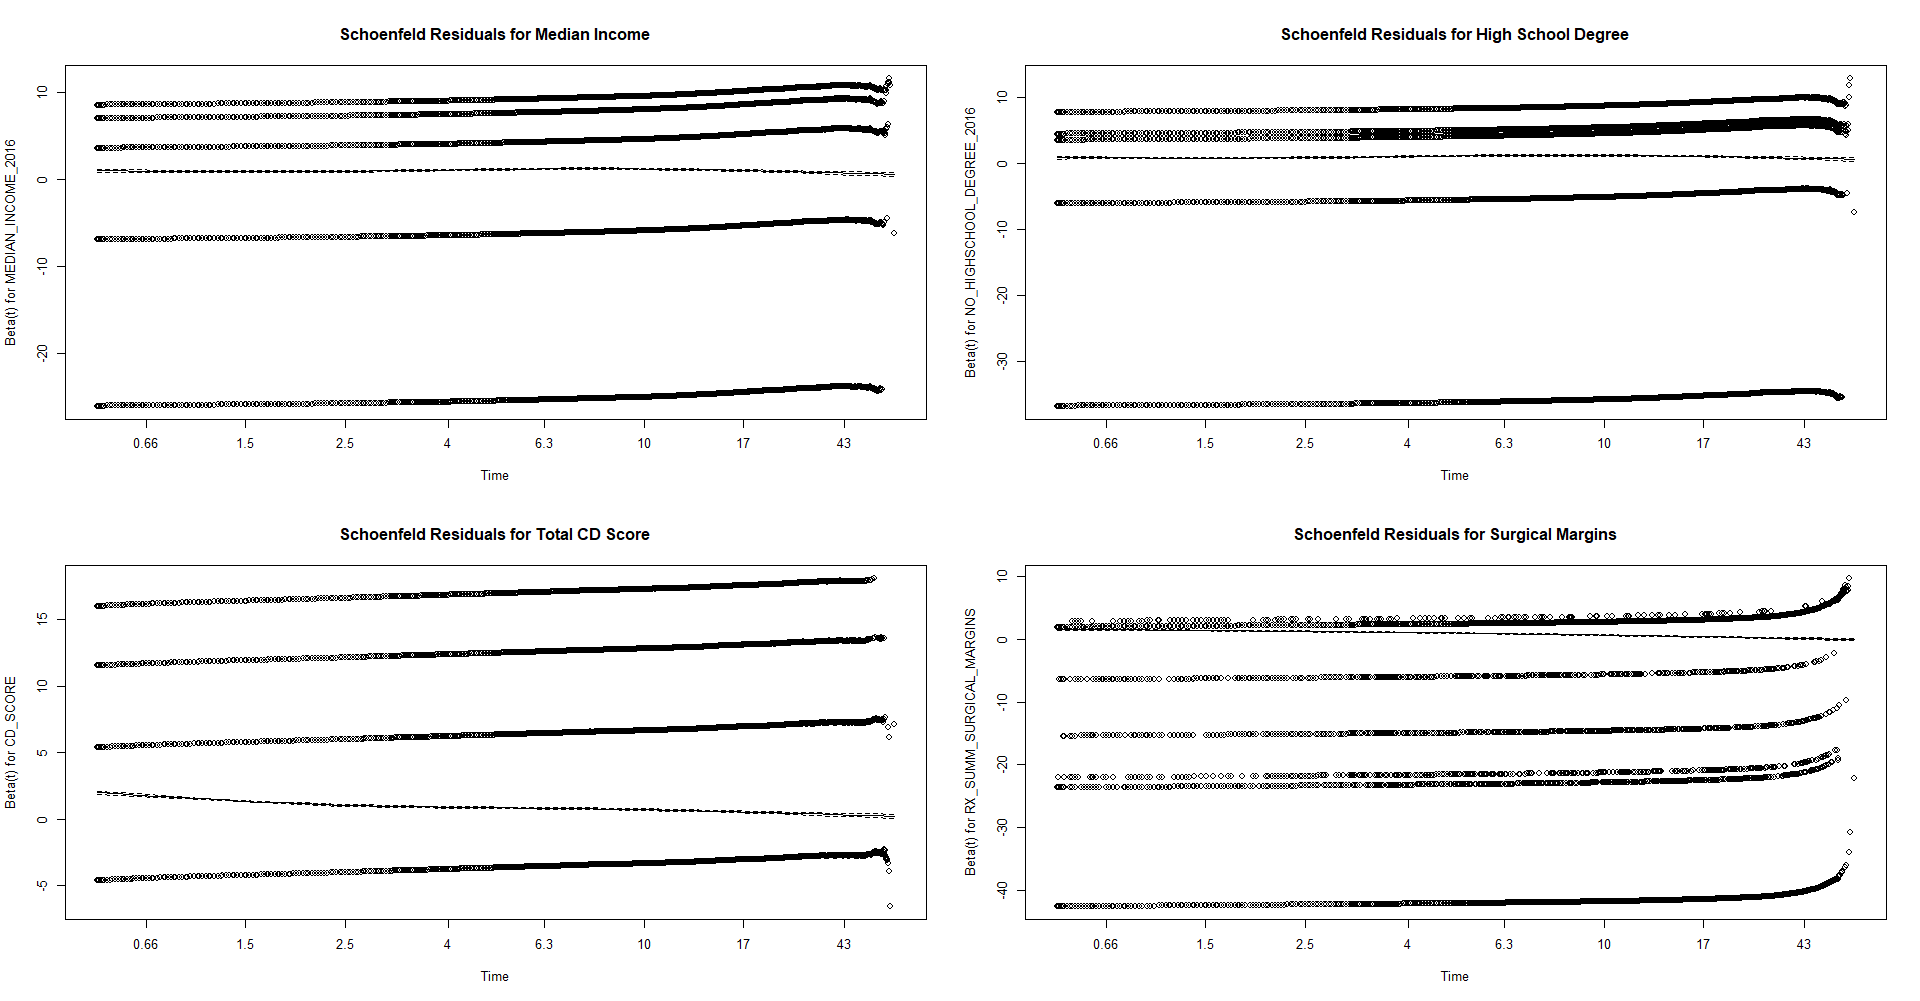 Schoenfeld Residuals for Median Income
Beta(t) for MEDIAN_INCOME_2016
10
0
-10
-20
0.66 1.5 2.5 4 6.3 10 17 43
Time
Schoenfeld Residuals for High School Degree
Beta(t) for NO_HIGHSCHOOL_DEGREE_2016
10
0
-10
-20
-30
0.66 1.5 2.5 4 6.3 10 17 43
Time
Schoenfeld Residuals for Total CD Score
Beta(t) for CD_SCORE
15
10
5
0
-5
0.66 1.5 2.5 4 6.3 10 17 43
Time
Schoenfeld Residuals for Surgical Margins
Beta(t) for RX_SUMM_SURGICAL_MARGINS
10
0
-10
-20
-30
-40
0.66 1.5 2.5 4 6.3 10 17 43
Time